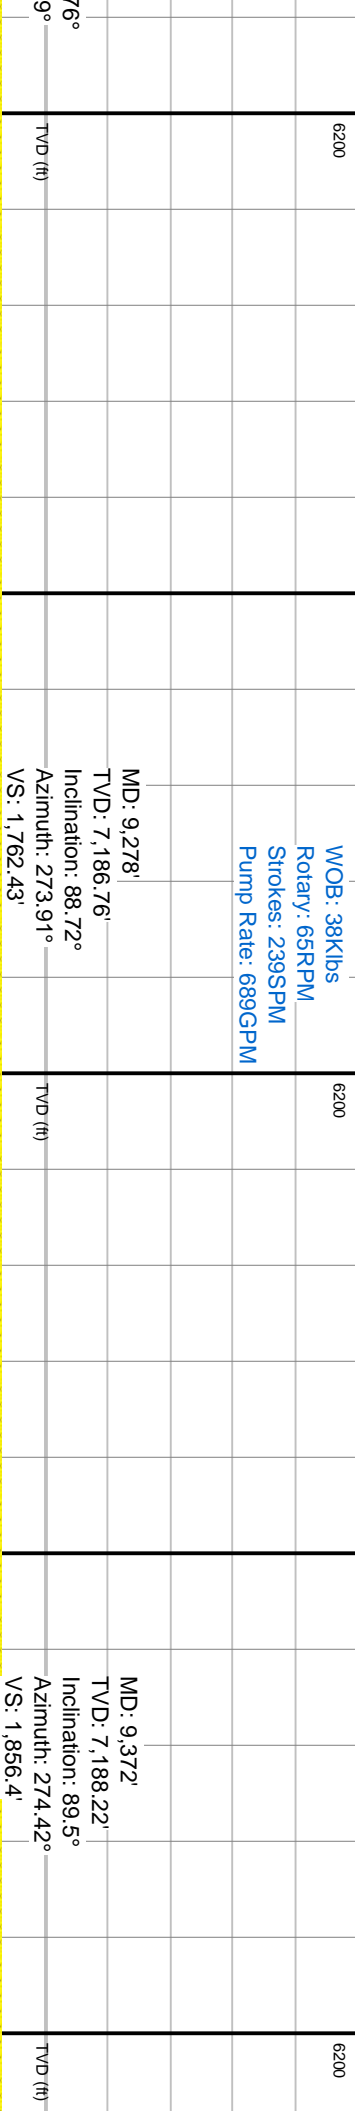 76°
9°
6200
TVD (ft)
WOB: 38Klbs
Rotary: 65RPM
Strokes: 239SPM
Pump Rate: 689GPM
MD: 9,278'
TVD: 7,186.76'
Inclination: 88.72°
Azimuth: 273.91°
VS: 1,762.43'
6200
TVD (ft)
MD: 9,372'
TVD: 7,188.22'
Inclination: 89.5°
Azimuth: 274.42°
VS: 1,856.4'
6200
TVD (ft)